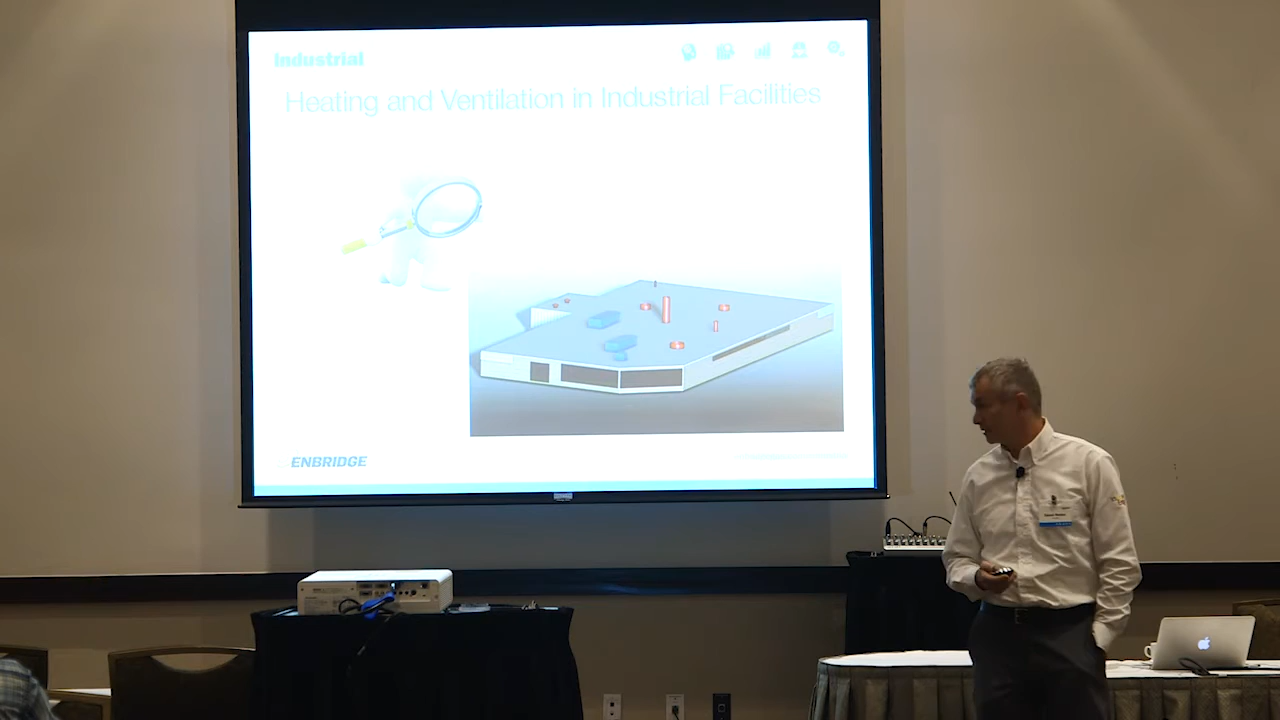 Industrial
Heating and Ventilation in Industrial Facilities
ENBRIDGE